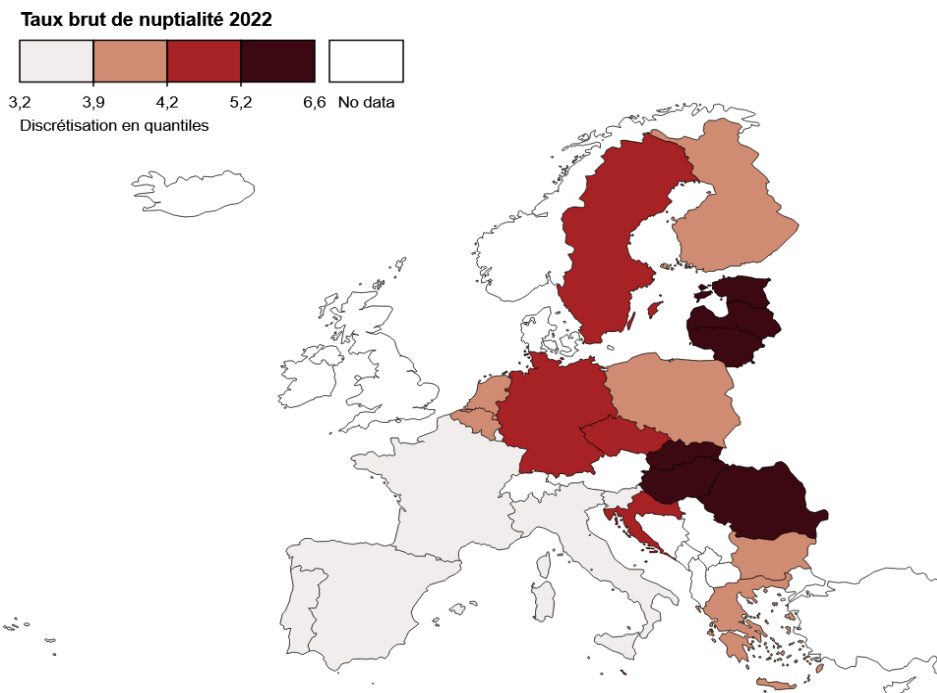 Taux brut de nuptialité 2022
3,2 3,9 4,2 5,2 6,6 No data
Discrétisation en quantiles